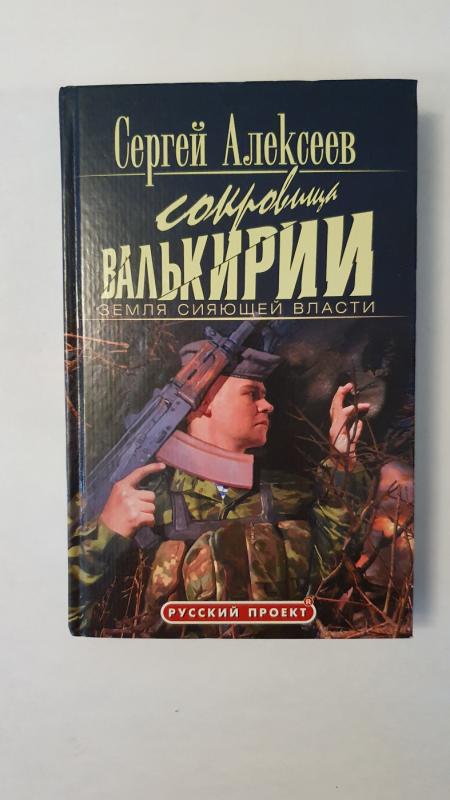 Сергей Алексеев
сокровища
ВАЛЬКИРИИ
ЗЕМЛЯ СИЯЮЩЕЙ ВЛАСТИ
РУССКИЙ ПРОЕКТ®